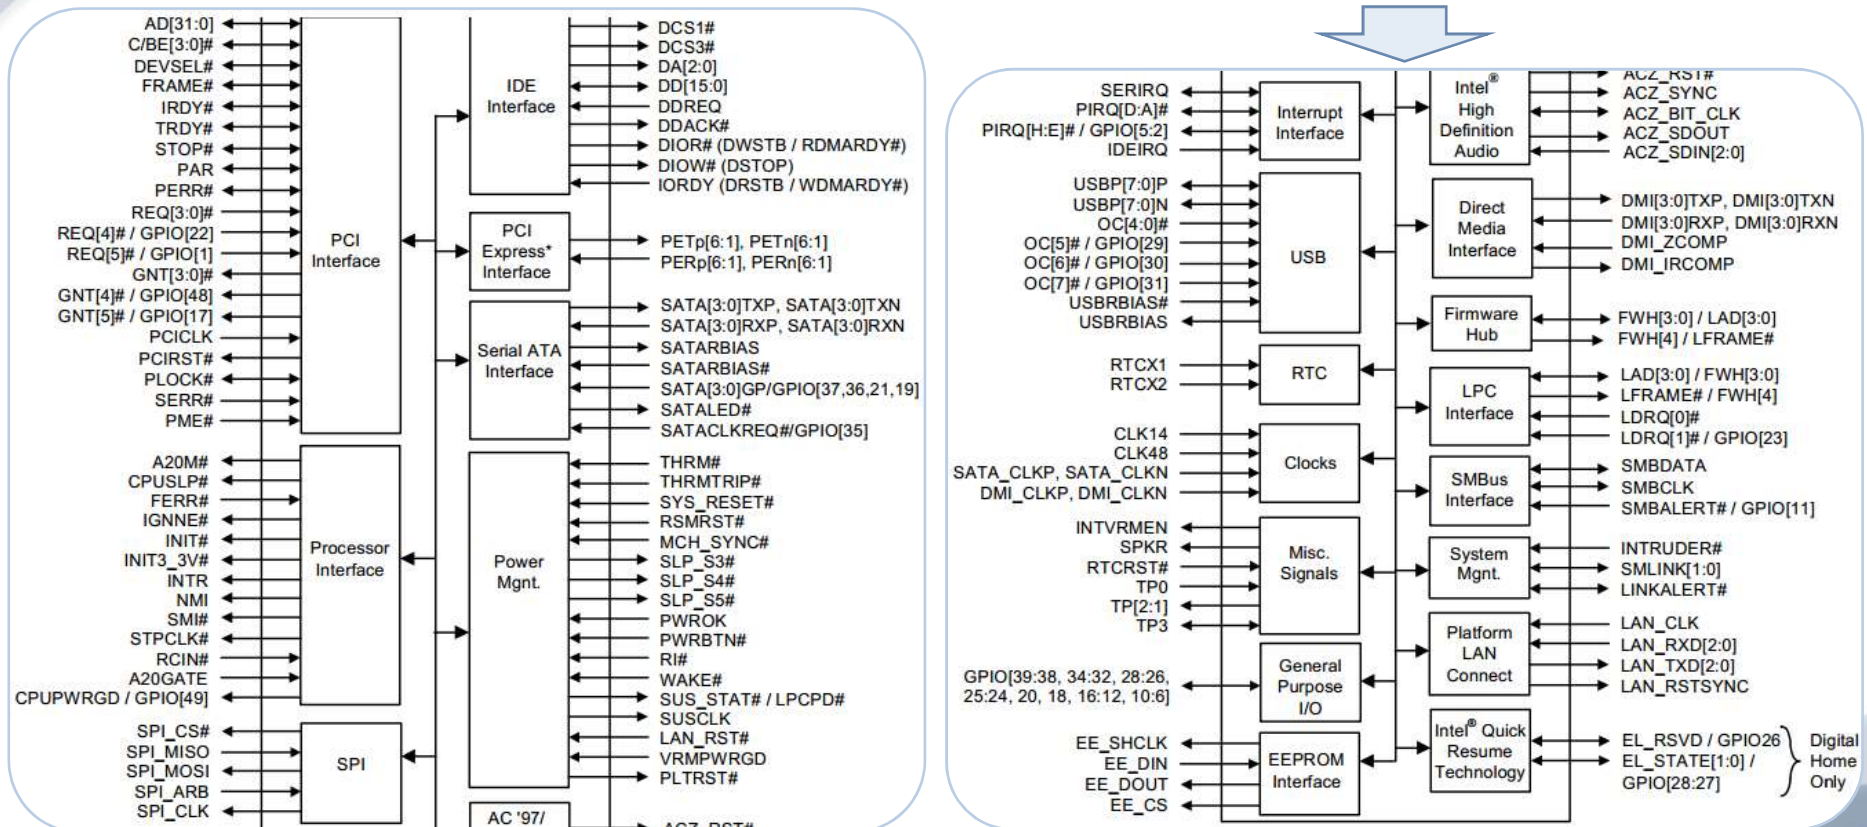 AD[31:0]
C/BE[3:0]#
DEVSEL#
FRAME#
IRDY#
TRDY#
STOP#
PAR
PERR#
REQ[3:0]#
REQ[4]# / GPIO[22]
REQ[5]# / GPIO[1]
GNT[3:0]#
GNT[4]# / GPIO[48]
GNT[5]# / GPIO[17]
PCICLK
PCIRST#
PLOCK#
SERR#
PME#
PCI
Interface
A20M#
CPUSLP#
FERR#
IGNNE#
INIT#
INIT3_3V#
INTR
NMI
SMI#
STPCLK#
RCIN#
A20GATE
CPUPWRGD / GPIO[49]
Processor
Interface
SPI_CS#
SPI_MISO
SPI_MOSI
SPI_ARB
SPI_CLK
SPI
IDE
Interface
DCS1#
DCS3#
DA[2:0]
DD[15:0]
DDREQ
DDACK#
DIOR# (DWSTB / RDMARDY#)
DIOW# (DSTOP)
IORDY (DRSTB / WDMARDY#)
PCI
Express*
Interface
PETp[6:1], PETn[6:1]
PERp[6:1], PERn[6:1]
Serial ATA
Interface
SATA[3:0]TXP, SATA[3:0]TXN
SATA[3:0]RXP, SATA[3:0]RXN
SATARBIAS
SATARBIAS#
SATA[3:0]GP/GPIO[37,36,21,19]
SATALED#
SATACLKREQ#/GPIO[35]
Power
Mgnt.
THRM#
THRMTRIP#
SYS_RESET#
RSMRST#
MCH_SYNC#
SLP_S3#
SLP_S4#
SLP_S5#
PWROK
PWRBTN#
RI#
WAKE#
SUS_STAT# / LPCPD#
SUSCLK
LAN_RST#
VRMPWRGD
PLTRST#
AC '97/
ACZ_RST#
SERIRQ
PIRQ[D:A]#
PIRQ[H:E]# / GPIO[5:2]
IDEIRQ
Interrupt
Interface
USBP[7:0]P
USBP[7:0]N
OC[4:0]#
OC[5]# / GPIO[29]
OC[6]# / GPIO[30]
OC[7]# / GPIO[31]
USBRBIAS#
USBRBIAS
USB
RTCX1
RTCX2
RTC
CLK14
CLK48
SATA_CLKP, SATA_CLKN
DMI_CLKP, DMI_CLKN
Clocks
INTVRMEN
SPKR
RTCRST#
TP0
TP[2:1]
TP3
Misc.
Signals
GPIO[39:38, 34:32, 28:26,
25:24, 20, 18, 16:12, 10:6]
General
Purpose
I/O
EE_SHCLK
EE_DIN
EE_DOUT
EE_CS
EEPROM
Interface
Intel®
High
Definition
Audio
ACZ_RST#
ACZ_SYNC
ACZ_BIT_CLK
ACZ_SDOUT
ACZ_SDIN[2:0]
Direct
Media
Interface
DMI[3:0]TXP, DMI[3:0]TXN
DMI[3:0]RXP, DMI[3:0]RXN
DMI_ZCOMP
DMI_IRCOMP
Firmware
Hub
FWH[3:0] / LAD[3:0]
FWH[4] / LFRAME#
LPC
Interface
LAD[3:0] / FWH[3:0]
LFRAME# / FWH[4]
LDRQ[0]#
LDRQ[1]# / GPIO[23]
SMBus
Interface
SMBDATA
SMBCLK
SMBALERT# / GPIO[11]
System
Mgnt.
INTRUDER#
SMLINK[1:0]
LINKALERT#
Platform
LAN
Connect
LAN_CLK
LAN_RXD[2:0]
LAN_TXD[2:0]
LAN_RSTSYNC
Intel® Quick
Resume
Technology
EL_RSVD / GPIO26
EL_STATE[1:0] /
GPIO[28:27]
Digital
Home
Only